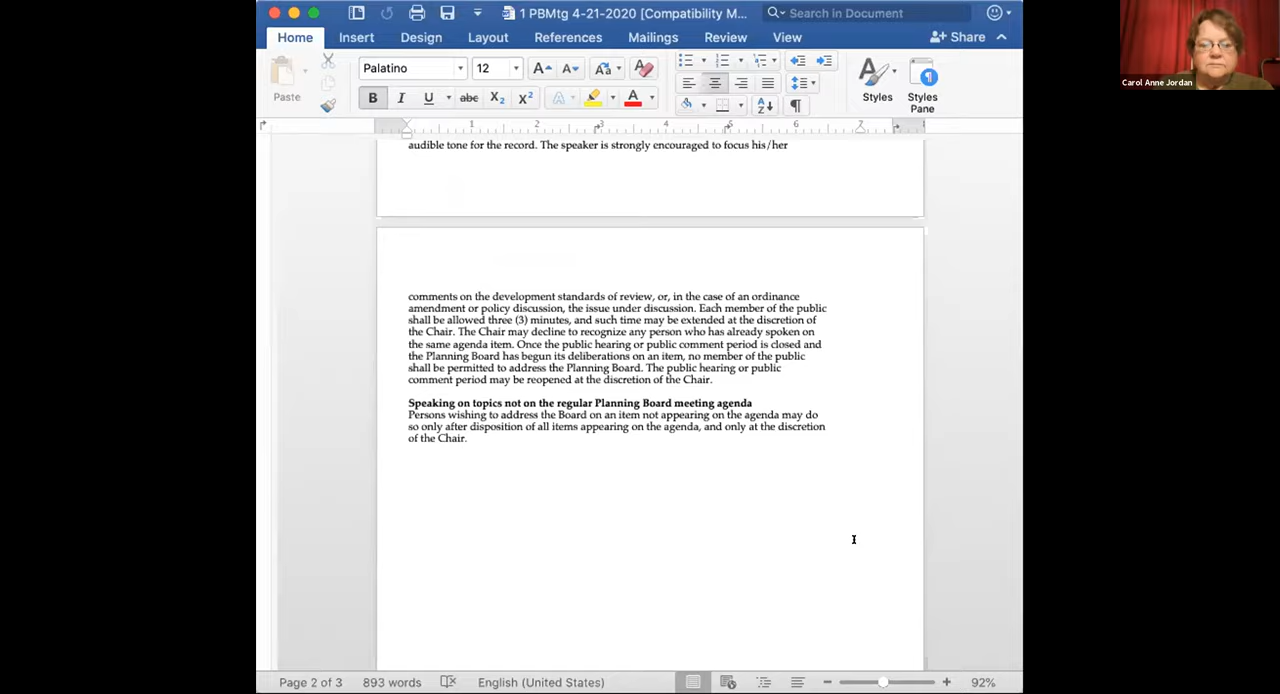 1 PBMtg 4-21-2020 [Compatibility M...
Search in Document
Home Insert Design Layout References Mailings Review View
Share
Paste
Palatino
12
B I U abc X2 X2 A A
Styles
Styles Pane
1 2 3 4 5 6 7
audible tone for the record. The speaker is strongly encouraged to focus his/her
comments on the development standards of review, or, in the case of an ordinance
amendment or policy discussion, the issue under discussion. Each member of the public
shall be allowed three (3) minutes, and such time may be extended at the discretion of
the Chair. The Chair may decline to recognize any person who has already spoken on
the same agenda item. Once the public hearing or public comment period is closed and
the Planning Board has begun its deliberations on an item, no member of the public
shall be permitted to address the Planning Board. The public hearing or public
comment period may be reopened at the discretion of the Chair.
Speaking on topics not on the regular Planning Board meeting agenda
Persons wishing to address the Board on an item not appearing on the agenda may do
so only after disposition of all items appearing on the agenda, and only at the discretion
of the Chair.
Page 2 of 3 893 words English (United States) 92%
Carol Anne Jordan